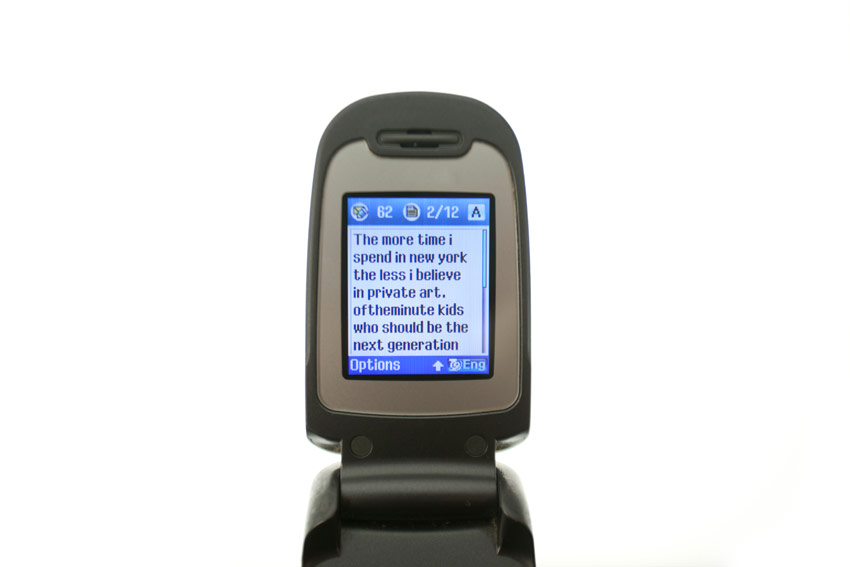 62 2/12 A
The more time i
spend in new york
the less i believe
in private art.
oftheminute kids
who should be the
next generation
Options Eng